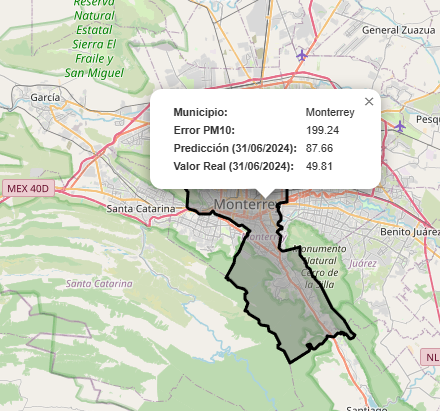 Reserva
Natural
Estatal
Sierra El
Fraile y
San Miguel
General Zuazua
García
×
Municipio: Monterrey
Error PM10: 199.24
Predicción (31/06/2024): 87.66
Valor Real (31/06/2024): 49.81
Pesqu
MEX 40D
Santa Catarina
Monterrey
Monterrey
Benito Juárez
Monumento
Natural
Cerro de
la Silla
Juárez
Santa Catarina
NL
Santiago